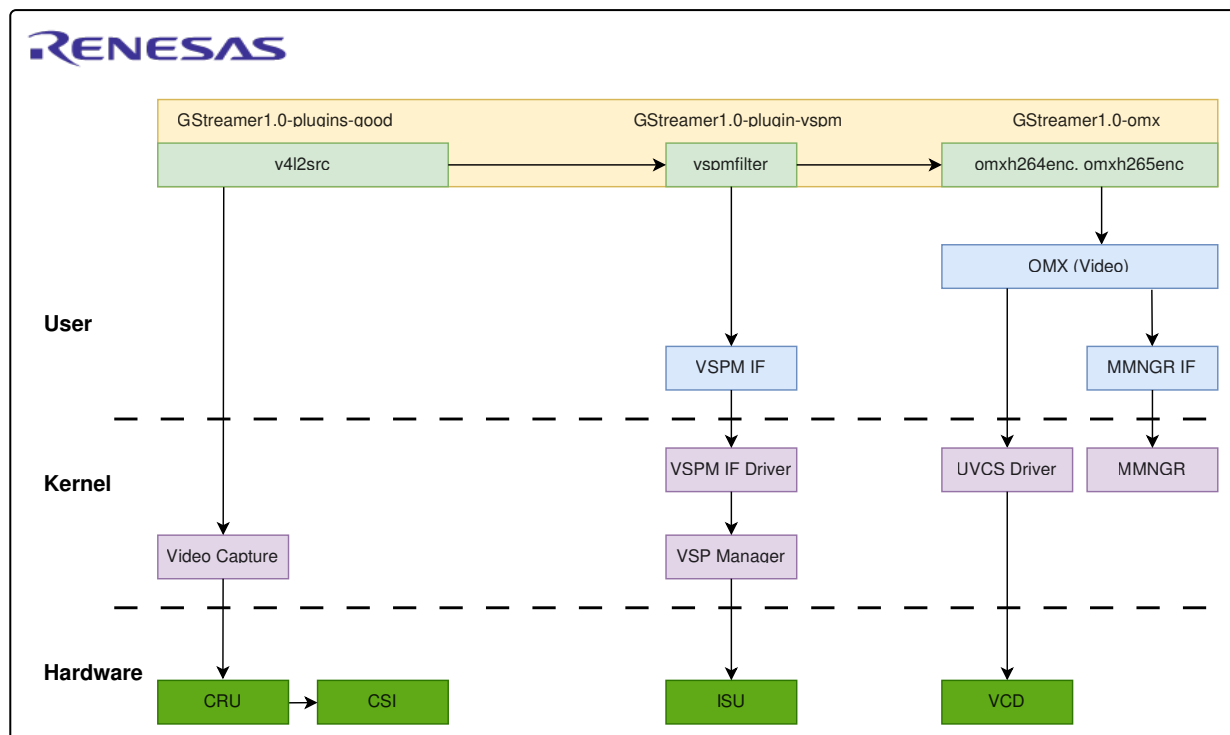 RENESAS
GStreamer1.0-plugins-good
GStreamer1.0-plugin-vspm
GStreamer1.0-omx
v4l2src
vspmfilter
omxh264enc. omxh265enc
OMX (Video)
User
VSPM IF
MMNGR IF
VSPM IF Driver
UVCS Driver
MMNGR
Kernel
Video Capture
VSP Manager
Hardware
CRU
CSI
ISU
VCD